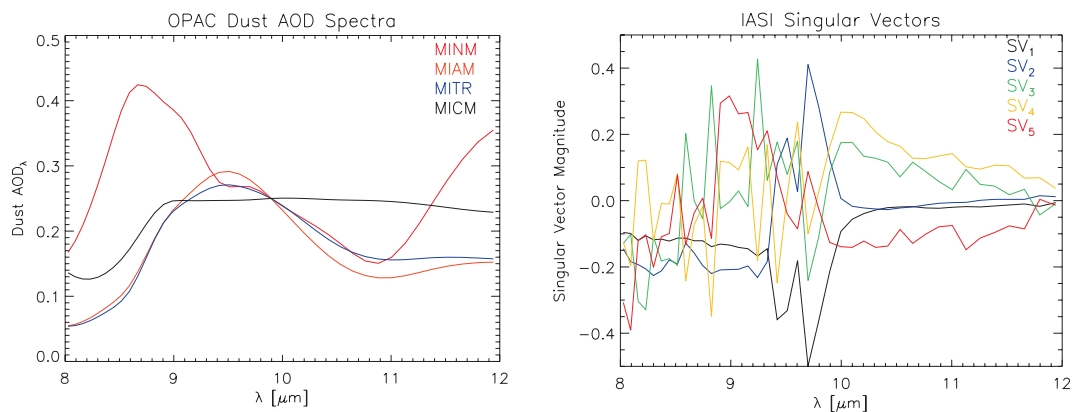 OPAC Dust AOD Spectra
0.5
0.4
0.3
0.2
0.1
0.0
Dust AODλ
MINM
MIAM
MITR
MICM
8
9
10
11
12
λ [μm]
IASI Singular Vectors
0.4
0.2
0.0
−0.2
−0.4
Singular Vector Magnitude
SV1
SV2
SV3
SV4
SV5
8
9
10
11
12
λ [μm]